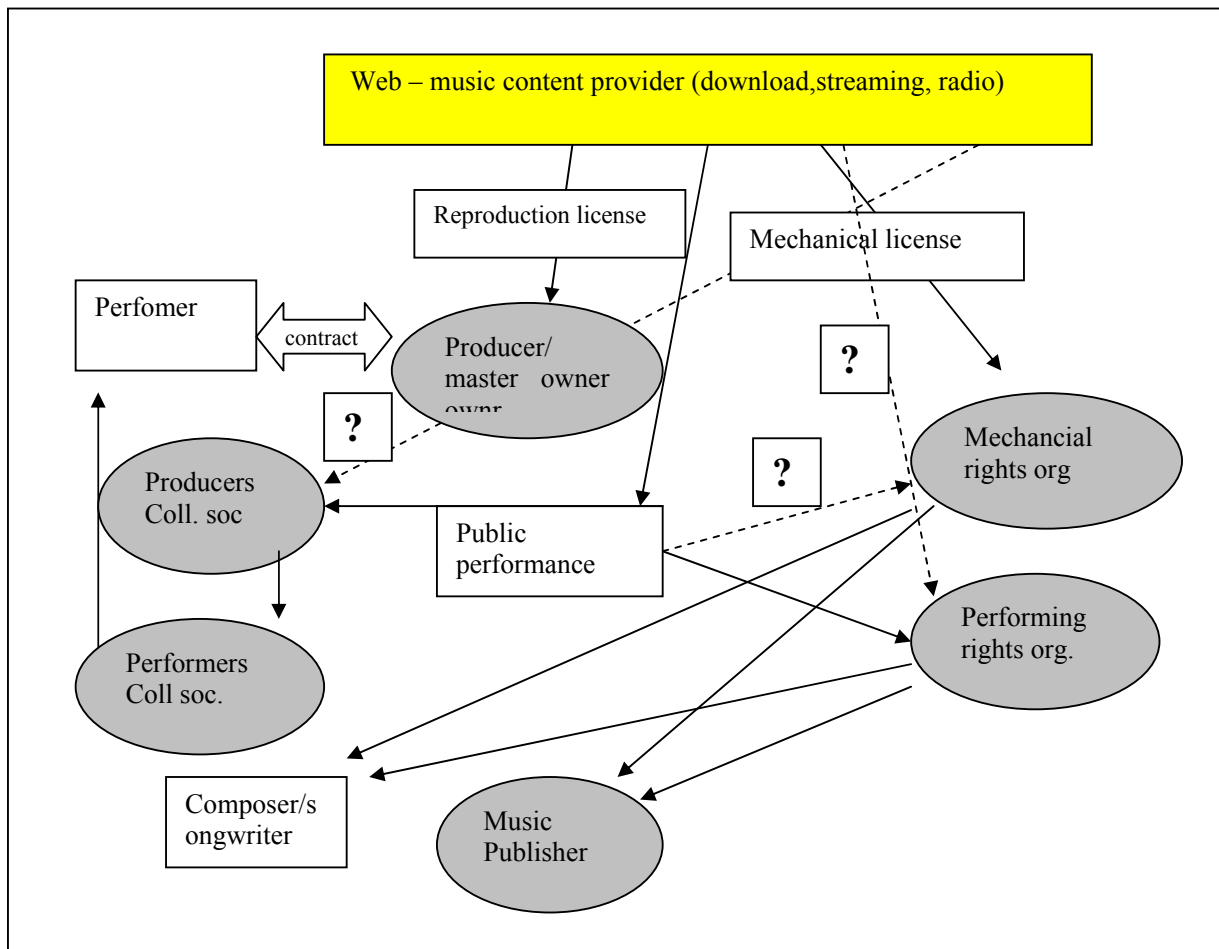 Web – music content provider (download,streaming, radio)
Reproduction license
Mechanical license
Perfomer
contract
Producer/
master owner
ownr
?
?
?
Mechancial
rights org
Producers
Coll. soc
Public
performance
Performing
rights org.
Performers
Coll soc.
Composer/s
ongwriter
Music
Publisher